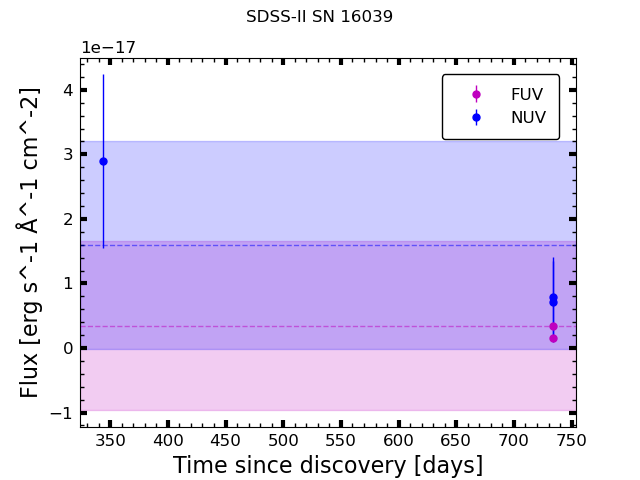 SDSS-II SN 16039
1e−17
FUV
NUV
4
3
2
1
0
−1
Flux [erg s^-1 Å^-1 cm^-2]
350 400 450 500 550 600 650 700 750
Time since discovery [days]